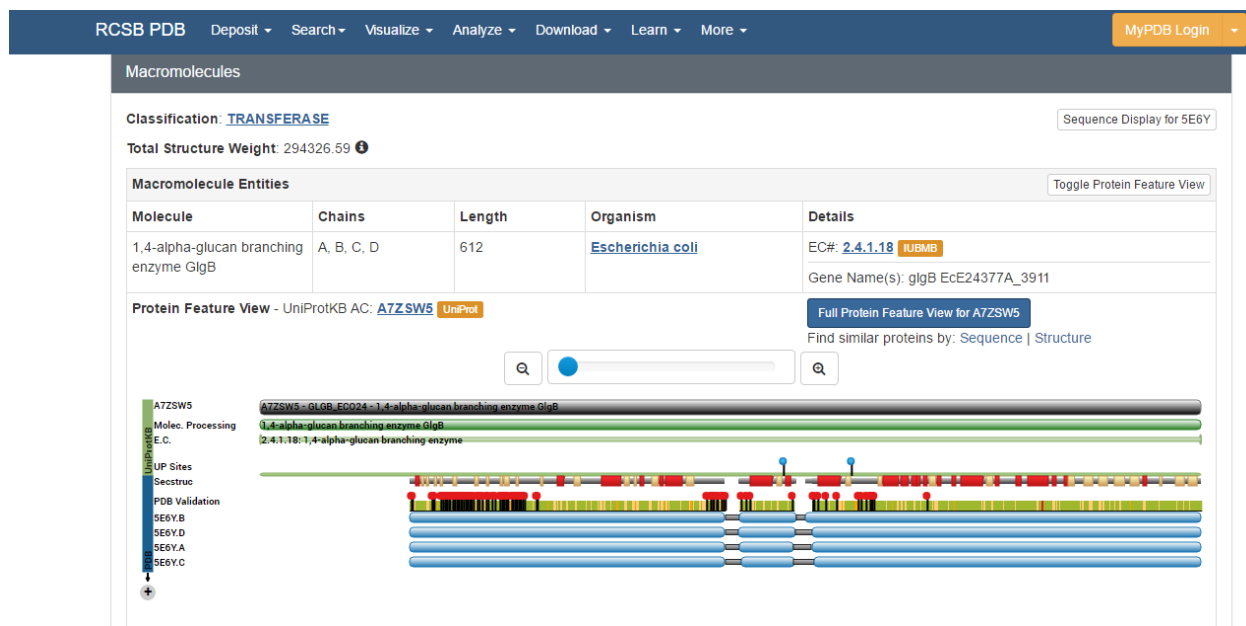 RCSB PDB Deposit Search Visualize Analyze Download Learn More MyPDB Login
Macromolecules
Classification: TRANSFERASE Sequence Display for 5E6Y
Total Structure Weight: 294326.59
Macromolecule Entities Toggle Protein Feature View
Molecule Chains Length Organism Details
1,4-alpha-glucan branching A, B, C, D 612 Escherichia coli EC#: 2.4.1.18 IUBMB
enzyme GlgB
Gene Name(s): glgB EcE24377A_3911
Protein Feature View - UniProtKB AC: A7ZSW5 UniProt Full Protein Feature View for A7ZSW5
Find similar proteins by: Sequence | Structure
A7ZSW5 A7ZSW5 - GLGB_ECO24 - 1,4-alpha-glucan branching enzyme GlgB
Molec. Processing 1,4-alpha-glucan branching enzyme GlgB
E.C. 2.4.1.18: 1,4-alpha-glucan branching enzyme
UniProtKB
UP Sites
Secstruc
PDB Validation
5E6Y.B
5E6Y.D
5E6Y.A
5E6Y.C
PDB